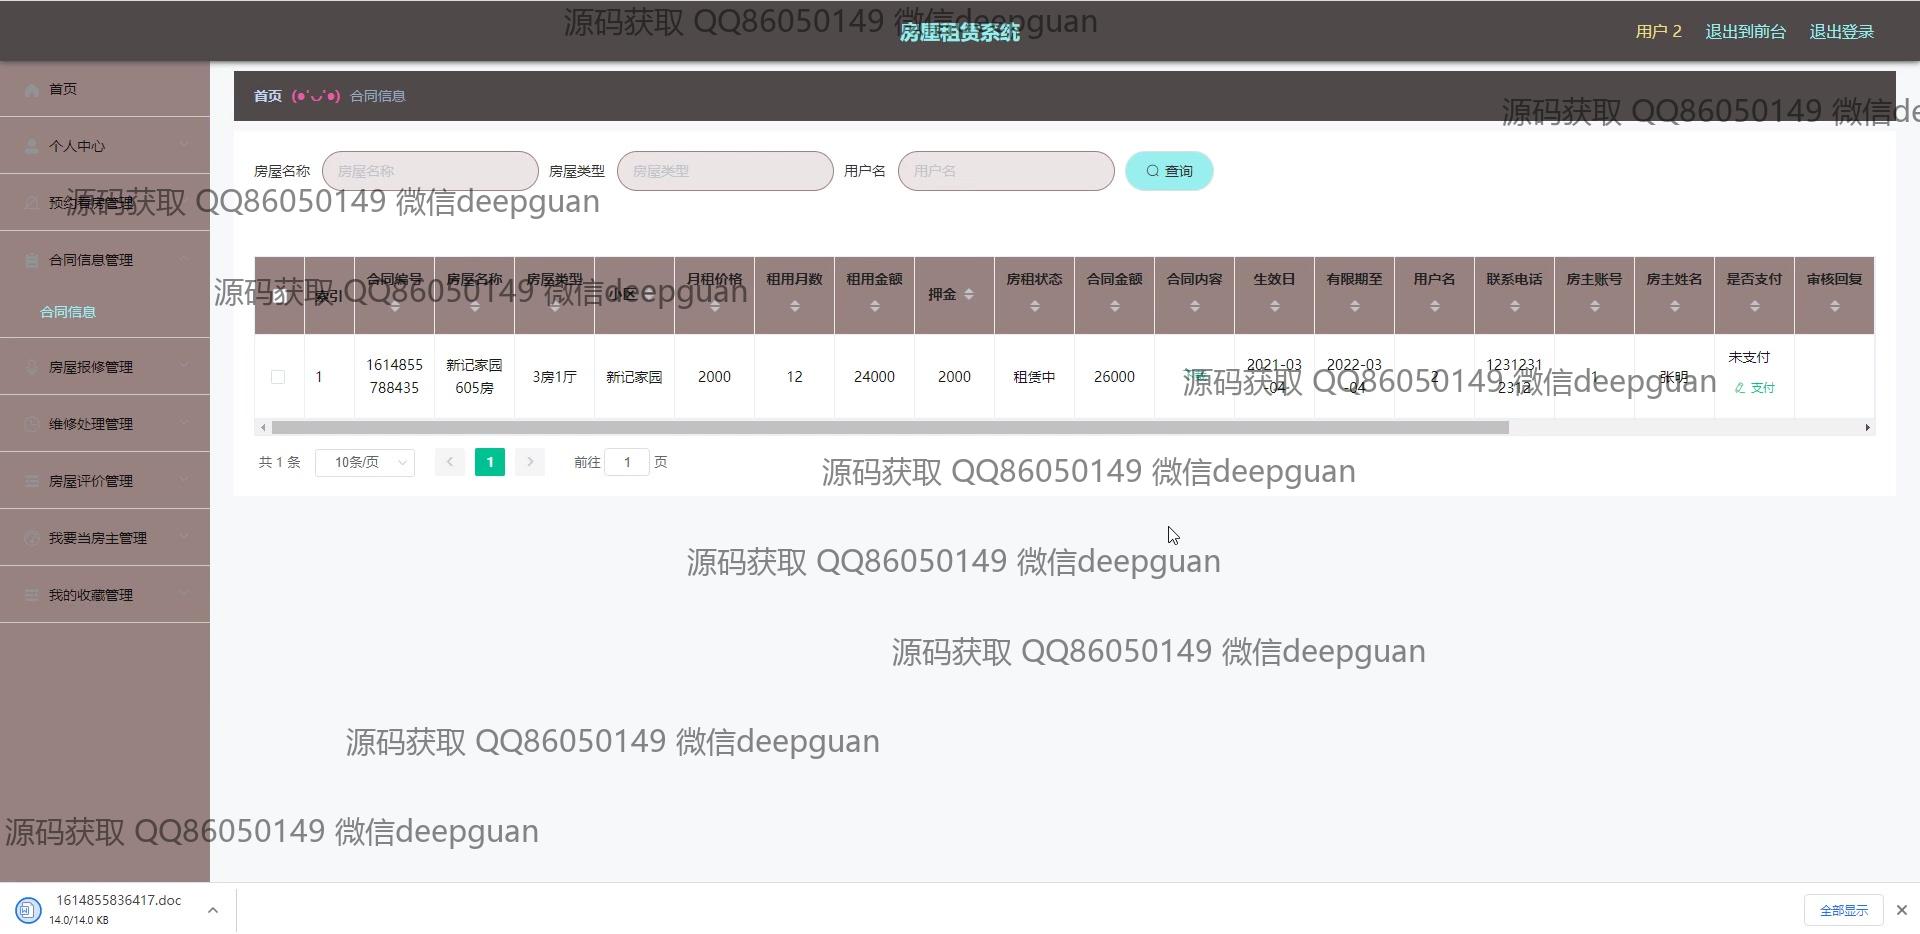 源码获取 QQ86050149 微信deepguan
房屋租赁系统
用户 2 退出到前台 退出登录
首页
个人中心
预约看房管理
合同信息管理
合同信息
房屋报修管理
维修处理管理
房屋评价管理
我要当房主管理
我的收藏管理
首页 (●'◡'●) 合同信息
源码获取 QQ86050149 微信de
房屋名称 房屋名称 房屋类型 房屋类型 用户名 用户名 查询
源码获取 QQ86050149 微信deepguan
索引 合同编号 房屋名称 房屋类型 小区 月租价格 租用月数 租用金额 押金 房租状态 合同金额 合同内容 生效日 有限期至 用户名 联系电话 房主账号 房主姓名 是否支付 审核回复
源码获取 QQ86050149 微信deepguan
1 1614855788435 新记家园605房 3房1厅 新记家园 2000 12 24000 2000 租赁中 26000 2021-03-04 2022-03-04 2 12312312312 1 张明 未支付
支付
源码获取 QQ86050149 微信deepguan
共 1 条 10条/页 1 前往 1 页
源码获取 QQ86050149 微信deepguan
源码获取 QQ86050149 微信deepguan
源码获取 QQ86050149 微信deepguan
源码获取 QQ86050149 微信deepguan
源码获取 QQ86050149 微信deepguan
1614855836417.doc
14.0/14.0 KB
全部显示